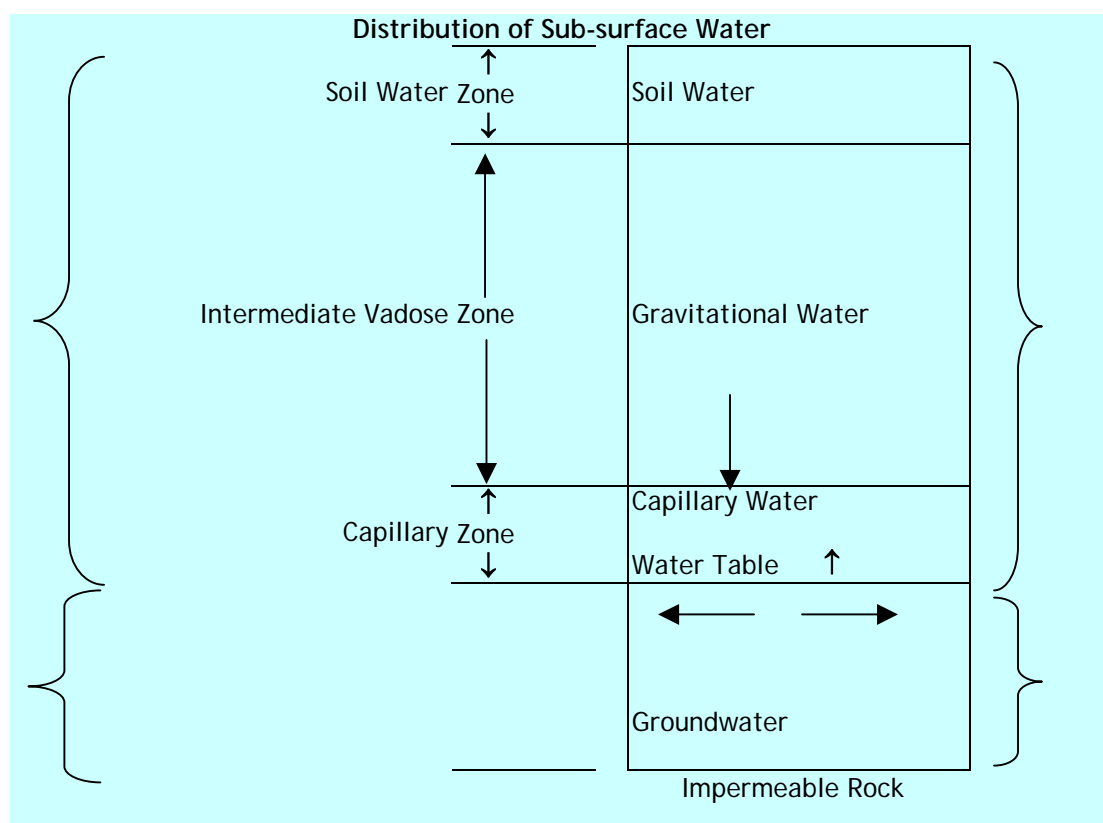 Distribution of Sub-surface Water
Soil Water Zone
Soil Water
Intermediate Vadose Zone
Gravitational Water
Capillary Water
Capillary Zone
Water Table
Groundwater
Impermeable Rock